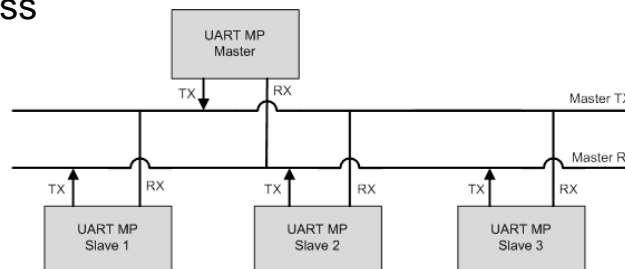 ss
UART MP
Master
TX
RX
Master TX
Master R
TX
RX
TX
RX
TX
RX
UART MP
Slave 1
UART MP
Slave 2
UART MP
Slave 3